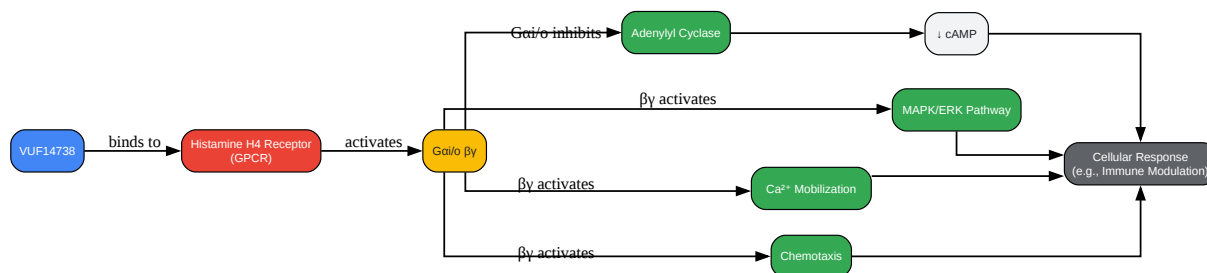 Gαi/o inhibits
Adenylyl Cyclase
↓ cAMP
βγ activates
MAPK/ERK Pathway
VUF14738
binds to
Histamine H4 Receptor
(GPCR)
activates
Gαi/o βγ
Cellular Response
(e.g., Immune Modulation)
βγ activates
Ca²⁺ Mobilization
βγ activates
Chemotaxis